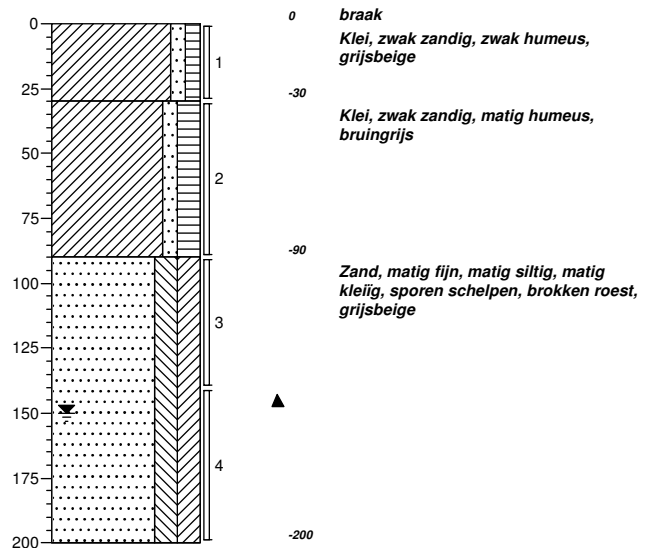 0
braak
0
Klei, zwak zandig, zwak humeus,
grijsbeige
1
25
-30
Klei, zwak zandig, matig humeus,
bruingrijs
50
2
75
-90
Zand, matig fijn, matig siltig, matig
kleiïg, sporen schelpen, brokken roest,
grijsbeige
100
3
125
150
4
175
-200
200